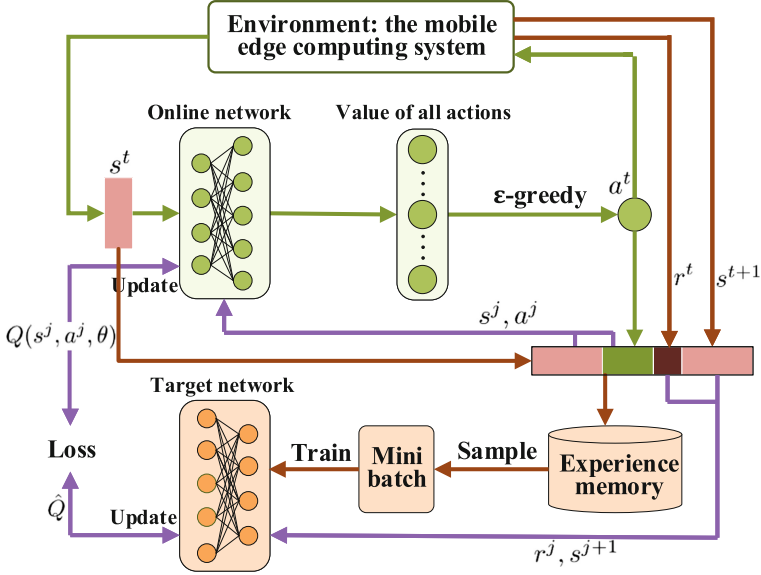 Environment: the mobile
edge computing system
Online network
Value of all actions
s^t
ε-greedy
a^t
r^t
s^{t+1}
Update
s^j, a^j
Q(s^j, a^j, θ)
Target network
Loss
Train
Mini
batch
Sample
Experience
memory
Q̂
Update
r^j, s^{j+1}